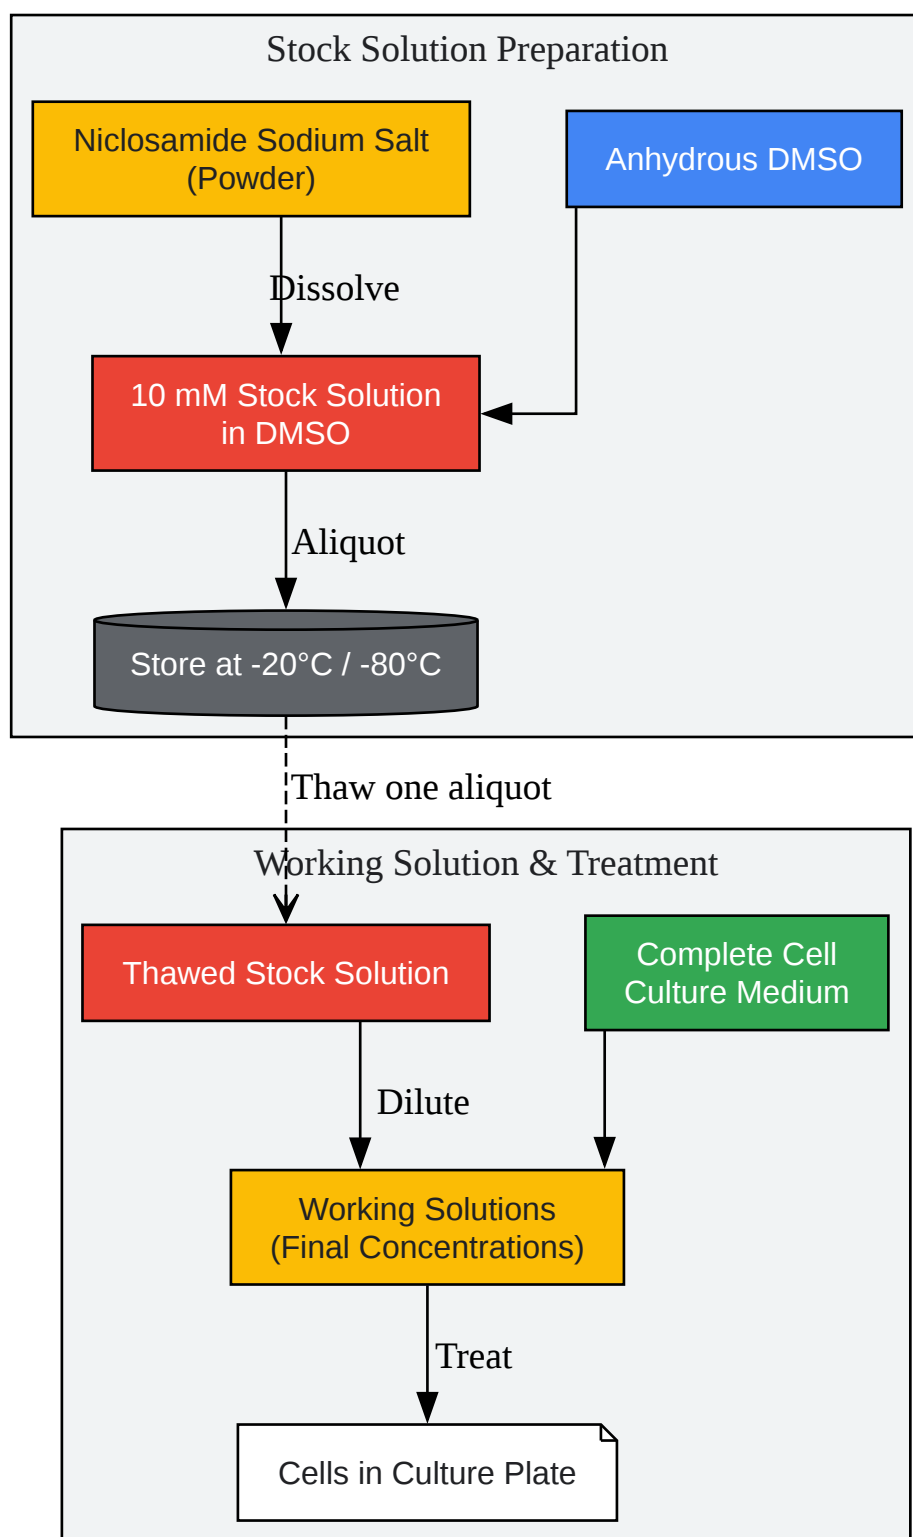 Stock Solution Preparation
Niclosamide Sodium Salt
(Powder)
Anhydrous DMSO
Dissolve
10 mM Stock Solution
in DMSO
Aliquot
Store at -20°C / -80°C
Thaw one aliquot
Working Solution & Treatment
Thawed Stock Solution
Complete Cell
Culture Medium
Dilute
Working Solutions
(Final Concentrations)
Treat
Cells in Culture Plate